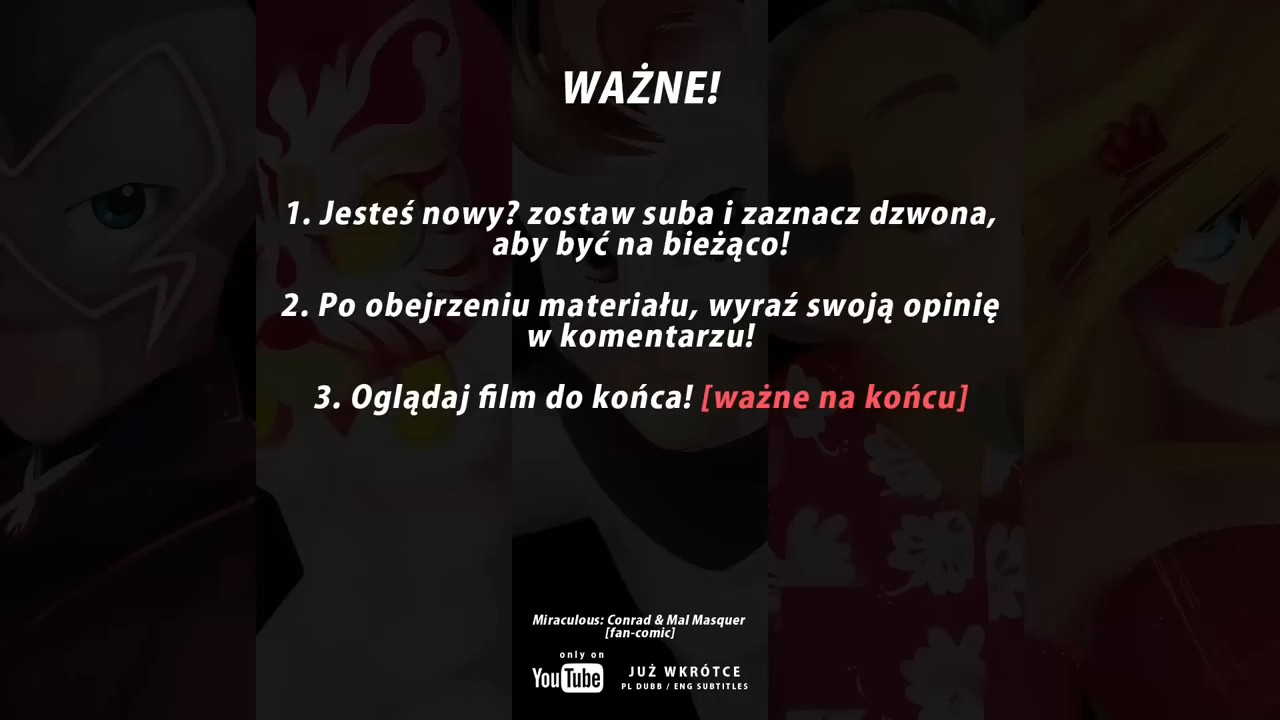 WAŻNE!
1. Jesteś nowy? zostaw suba i zaznacz dzwona,
aby być na bieżąco!
2. Po obejrzeniu materiału, wyraź swoją opinię
w komentarzu!
3. Oglądaj film do końca! [ważne na końcu]
Miraculous: Conrad & Mal Masquer
[fan-comic]
only on
YouTube
JUŻ WKRÓTCE
PL DUBB / ENG SUBTITLES